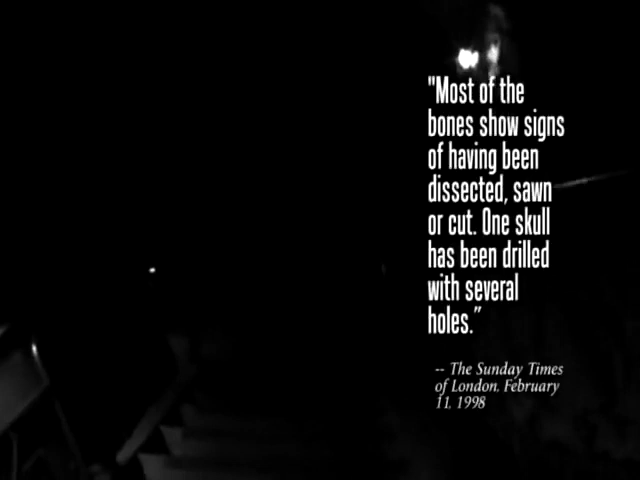 "Most of the
bones show signs
of having been
dissected, sawn
or cut. One skull
has been drilled
with several
holes."
-- The Sunday Times
of London, February
11, 1998